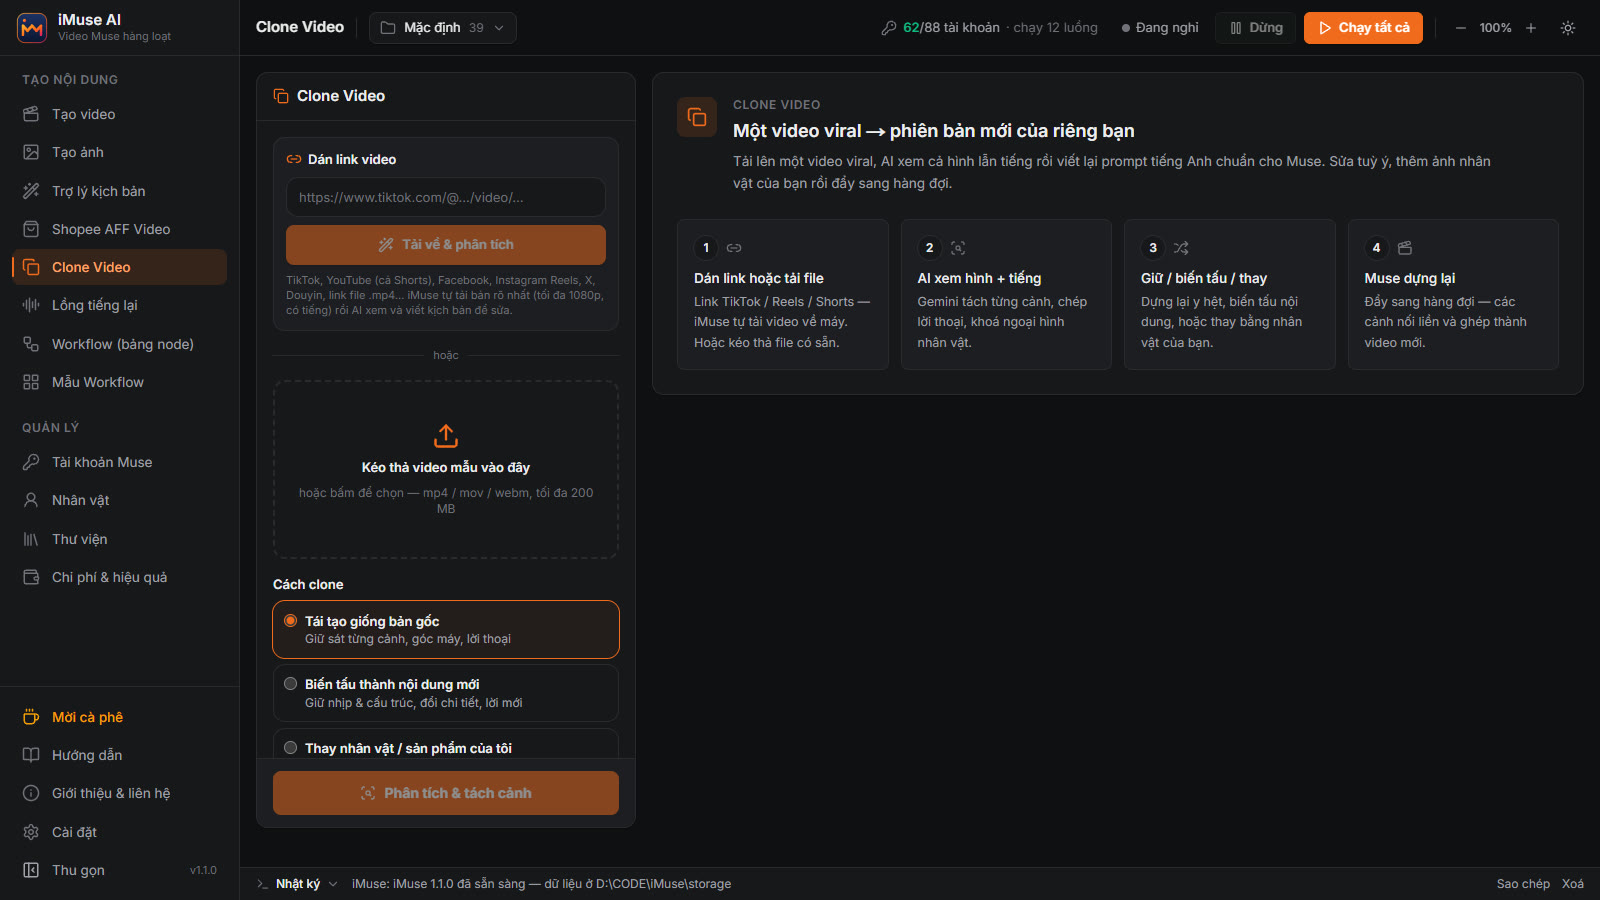 iMuse AI
Video Muse hàng loạt
TẠO NỘI DUNG
Tạo video
Tạo ảnh
Trợ lý kịch bản
Shopee AFF Video
Clone Video
Lồng tiếng lại
Workflow (bảng node)
Mẫu Workflow
QUẢN LÝ
Tài khoản Muse
Nhân vật
Thư viện
Chi phí & hiệu quả
Mời cà phê
Hướng dẫn
Giới thiệu & liên hệ
Cài đặt
Thu gọn v1.1.0
Clone Video Mặc định 39
62/88 tài khoản · chạy 12 luồng Đang nghỉ Dừng Chạy tất cả 100%
Clone Video
Dán link video
https://www.tiktok.com/@.../video/...
Tải về & phân tích
TikTok, YouTube (cả Shorts), Facebook, Instagram Reels, X,
Douyin, link file .mp4... iMuse tự tải bản rõ nhất (tối đa 1080p,
có tiếng) rồi AI xem và viết kịch bản để sửa.
hoặc
Kéo thả video mẫu vào đây
hoặc bấm để chọn — mp4 / mov / webm, tối đa 200
MB
Cách clone
Tái tạo giống bản gốc
Giữ sát từng cảnh, góc máy, lời thoại
Biến tấu thành nội dung mới
Giữ nhịp & cấu trúc, đổi chi tiết, lời mới
Thay nhân vật / sản phẩm của tôi
Phân tích & tách cảnh
CLONE VIDEO
Một video viral → phiên bản mới của riêng bạn
Tải lên một video viral, AI xem cả hình lẫn tiếng rồi viết lại prompt tiếng Anh chuẩn cho Muse. Sửa tuỳ ý, thêm ảnh nhân
vật của bạn rồi đẩy sang hàng đợi.
1
Dán link hoặc tải file
Link TikTok / Reels / Shorts —
iMuse tự tải video về máy.
Hoặc kéo thả file có sẵn.
2
AI xem hình + tiếng
Gemini tách từng cảnh, chép
lời thoại, khoá ngoại hình
nhân vật.
3
Giữ / biến tấu / thay
Dựng lại y hệt, biến tấu nội
dung, hoặc thay bằng nhân
vật của bạn.
4
Muse dựng lại
Đẩy sang hàng đợi — các
cảnh nối liền và ghép thành
video mới.
Nhật ký iMuse: iMuse 1.1.0 đã sẵn sàng — dữ liệu ở D:\CODE\iMuse\storage Sao chép Xoá